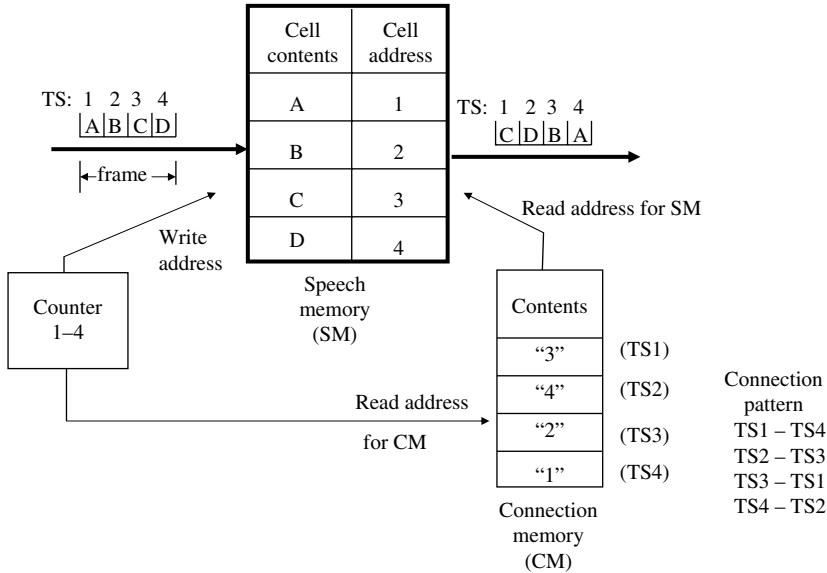 Cell contents
Cell address
A
1
B
2
C
3
D
4
TS: 1 2 3 4
A B C D
frame
TS: 1 2 3 4
C D B A
Write
address
Read address for SM
Speech
memory
(SM)
Counter
1–4
Contents
“3” (TS1)
“4” (TS2)
“2” (TS3)
“1” (TS4)
Read address
for CM
Connection
memory
(CM)
Connection
pattern
TS1 – TS4
TS2 – TS3
TS3 – TS1
TS4 – TS2